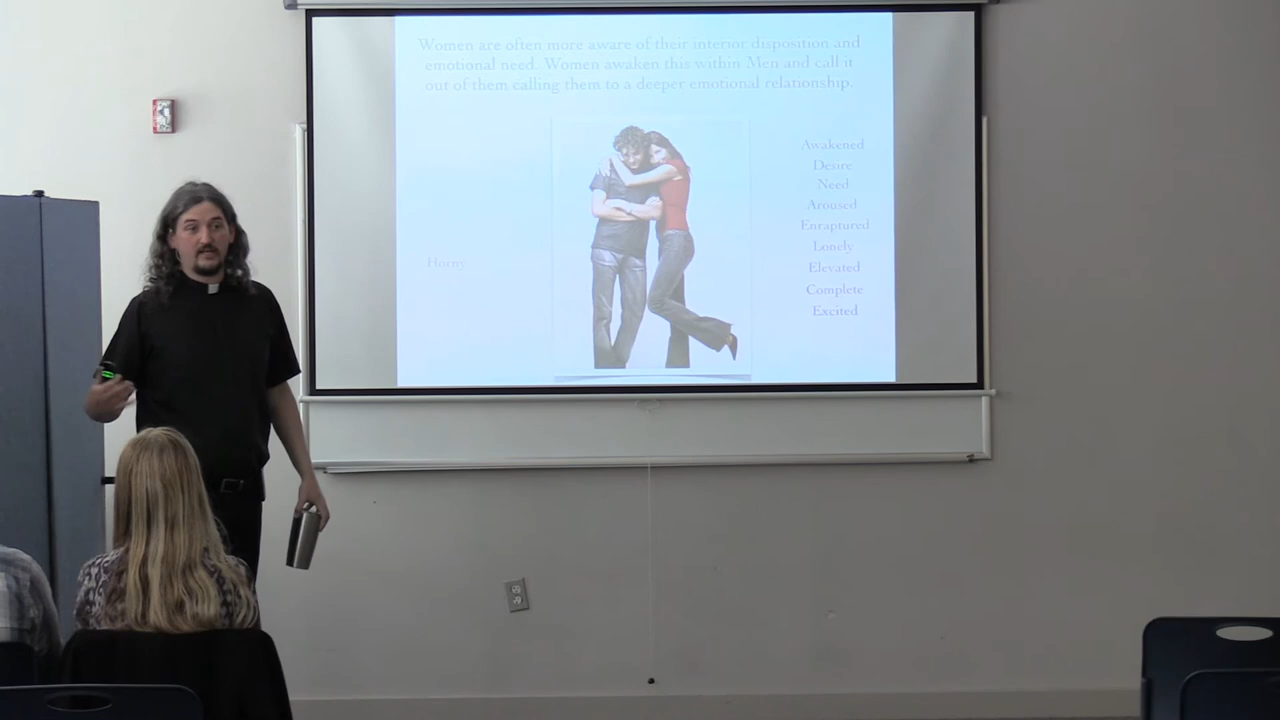 Women are often more aware of their interior disposition and
emotional need. Women awaken this within Men and call it
out of them calling them to a deeper emotional relationship.
Horny
Awakened
Desire
Need
Aroused
Enraptured
Lonely
Elevated
Complete
Excited